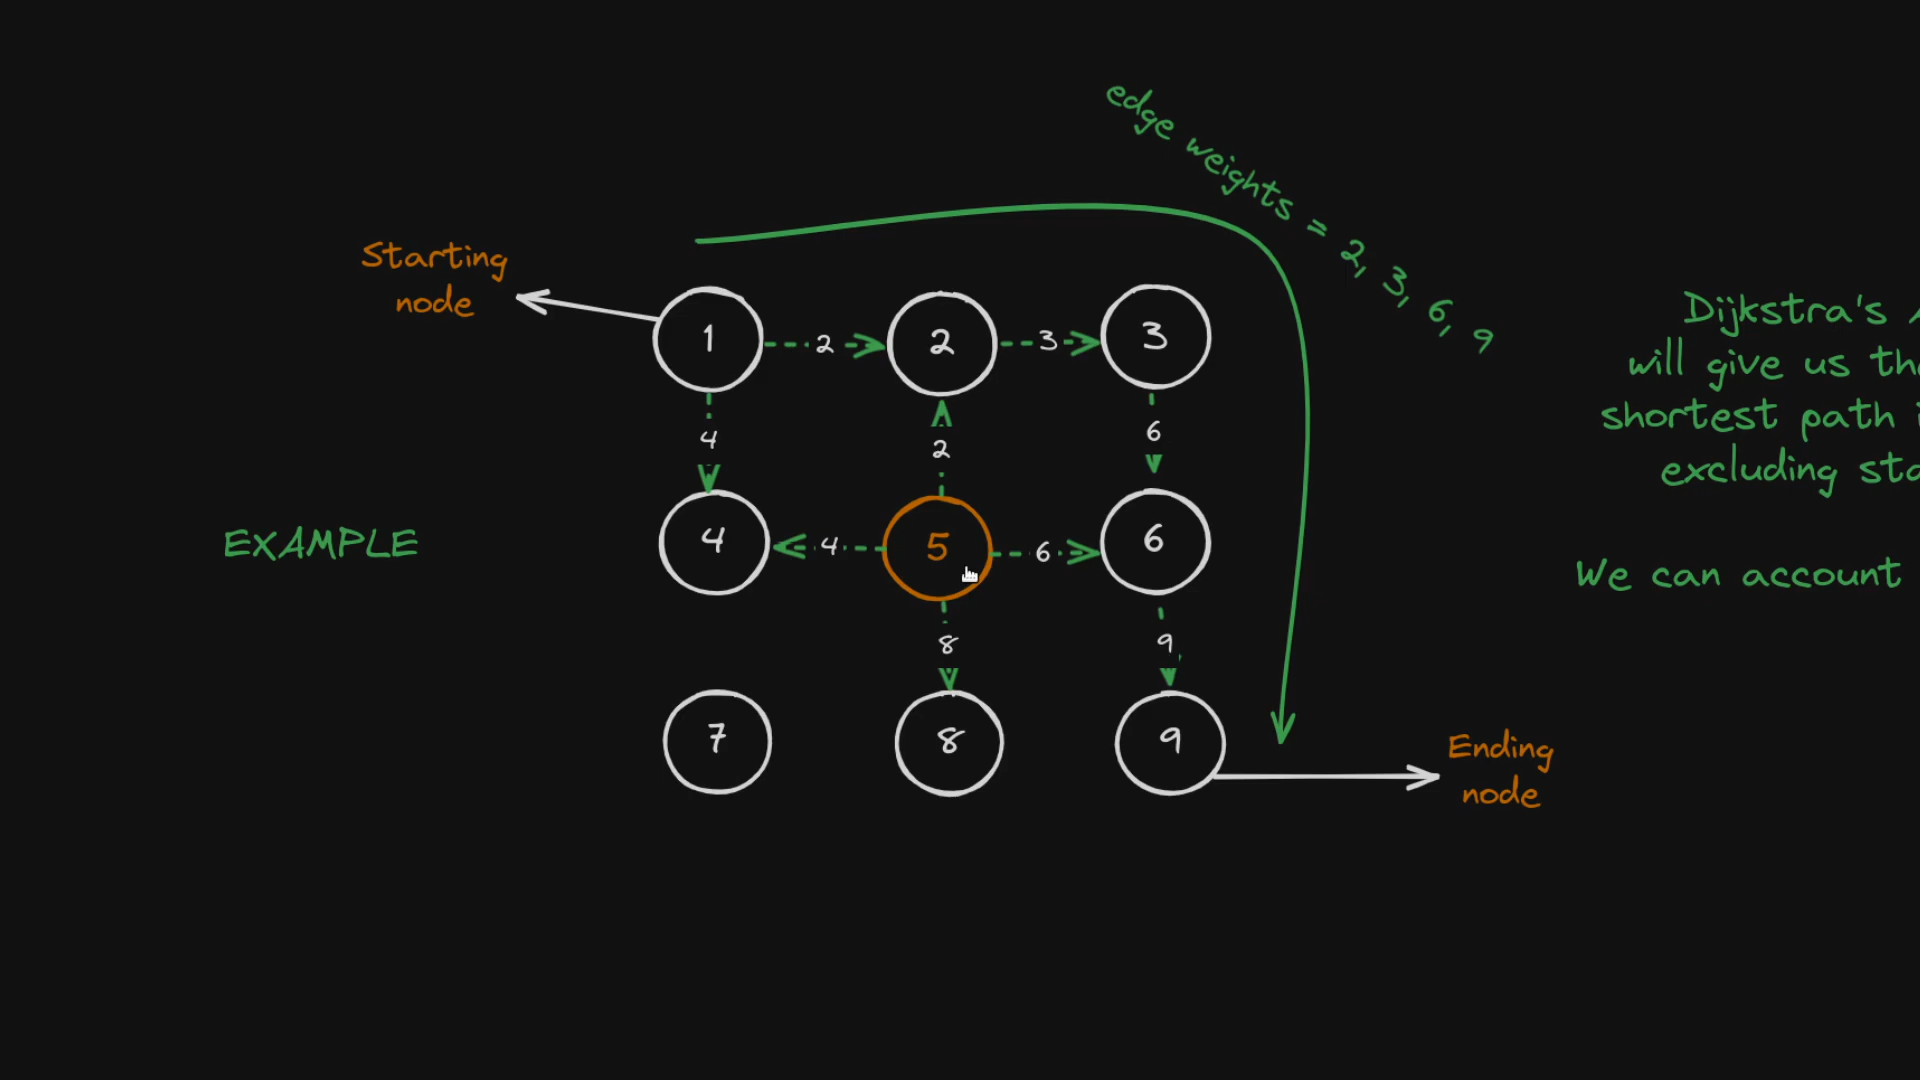 edge weights = 2, 3, 6, 9
Starting
node
1
2
2
3
3
4
2
6
EXAMPLE
4
4
5
6
6
8
9
7
8
9
Ending
node
Dijkstra's
will give us
shortest path
excluding
We can account